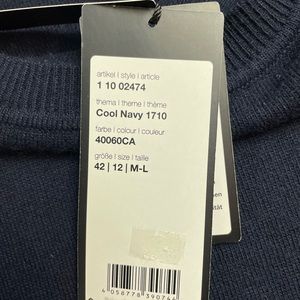 artikel | style | article
1 10 02474
thema | theme | thème
Cool Navy 1710
farbe | colour | couleur
40060CA
größe | size | taille
42 | 12 | M-L